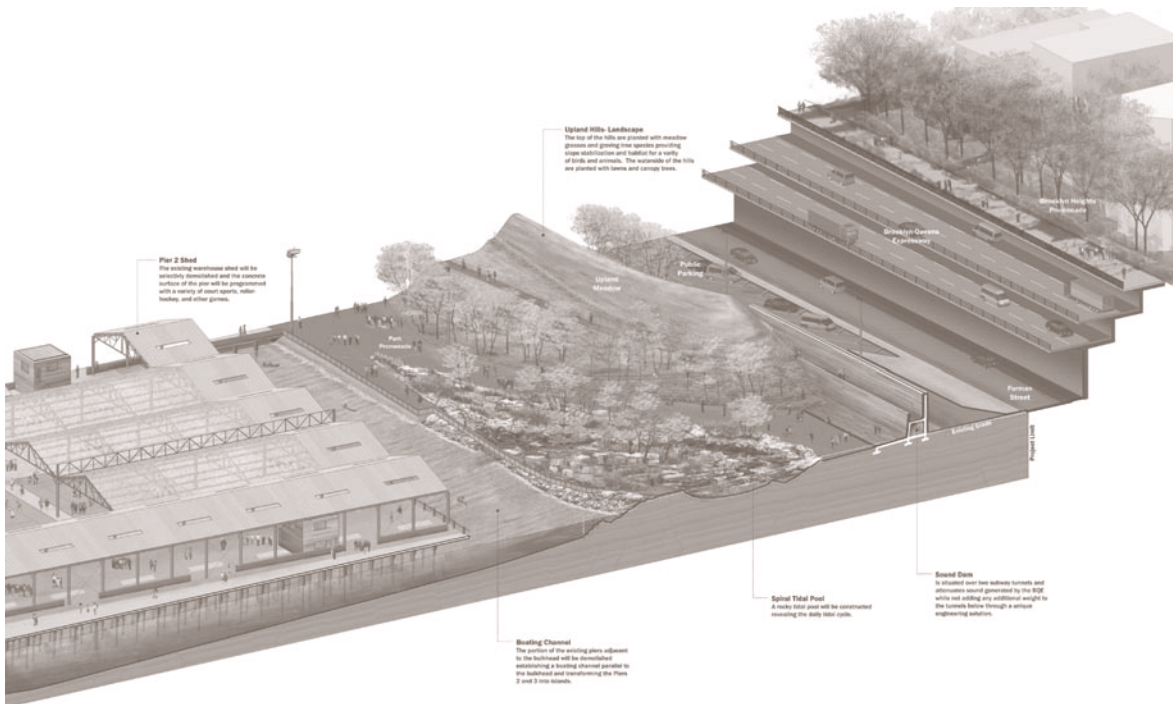 Upland Hills- Landscape
The top of the hills are planted with meadow
grasses and growing tree species providing
slope stabilization and habitat for a varity
of birds and animals. The waterside of the hills
are planted with lawns and canopy trees.
Brooklyn Heights
Promenade
Brooklyn-Queens
Expressway
Pier 2 Shed
The existing warehouse shed will be
selectivly demolished and the concrete
surface of the pier will be programmed
with a variety of court sports, roller-
hockey, and other games.
Public
Parking
Upland
Meadow
Park
Promenade
Furman
Street
Existing Grade
Project Limit
Sound Dam
is situated over two subway tunnels and
attenuates sound generated by the BQE
while not adding any additional weight to
the tunnels below through a unique
engineering solution.
Spiral Tidal Pool
A rocky tidal pool will be constructed
revealing the daily tidal cycle.
Boating Channel
The portion of the existing piers adjacent
to the bulkhead will be demolished
establishing a boating channel parallel to
the bulkhead and transforming the Piers
2 and 3 into islands.